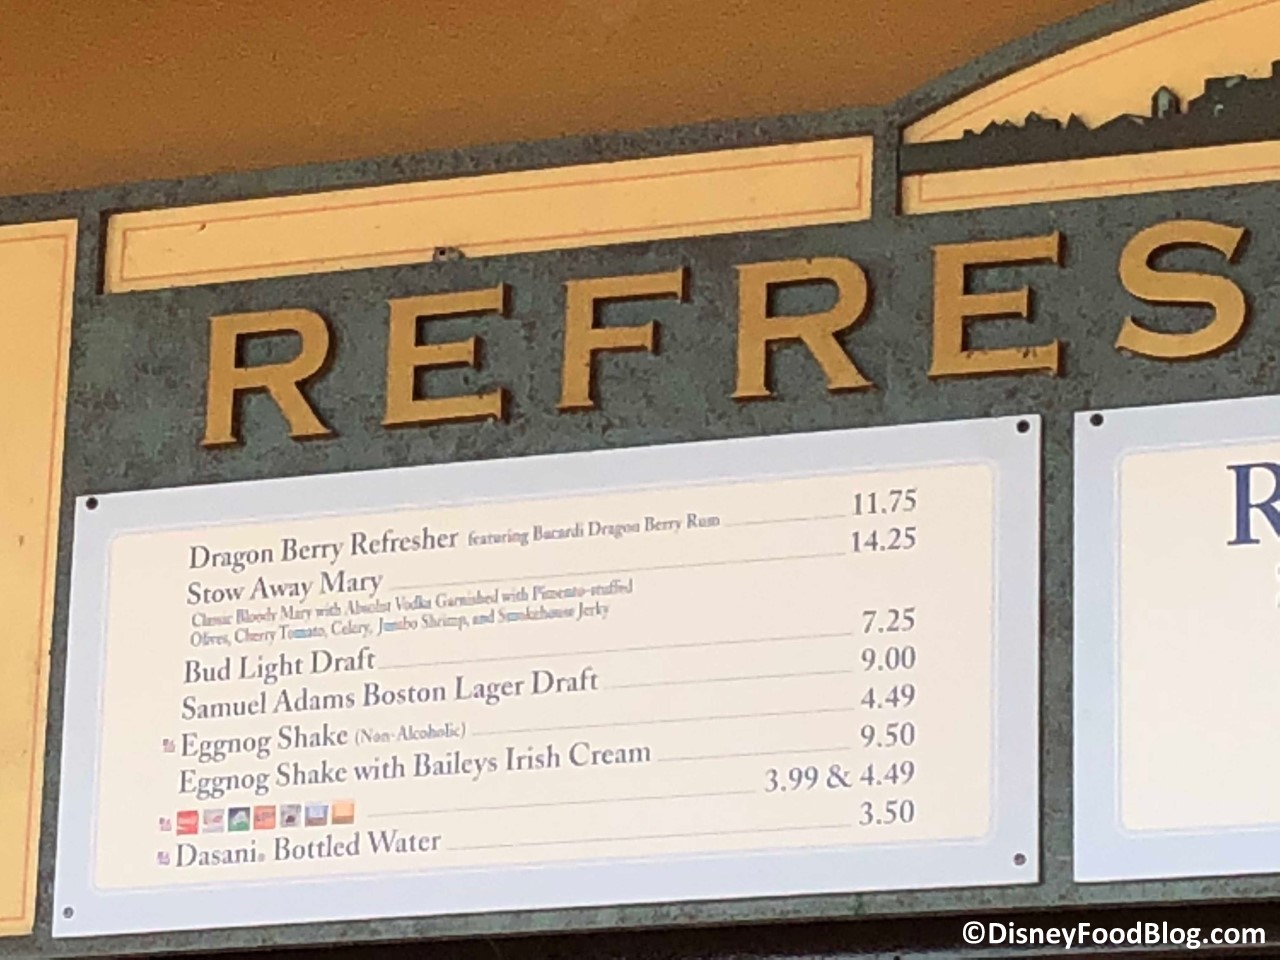 REFRES
Dragon Berry Refresher featuring Bacardi Dragon Berry Rum 11.75
Stow Away Mary 14.25
Classic Bloody Mary with Absolut Vodka Garnished with Pimento-stuffed
Olives, Cherry Tomato, Celery, Jumbo Shrimp, and Smokehouse Jerky
Bud Light Draft 7.25
Samuel Adams Boston Lager Draft 9.00
Eggnog Shake (Non-Alcoholic) 4.49
Eggnog Shake with Baileys Irish Cream 9.50
3.99 & 4.49
Dasani® Bottled Water 3.50
R
©DisneyFoodBlog.com